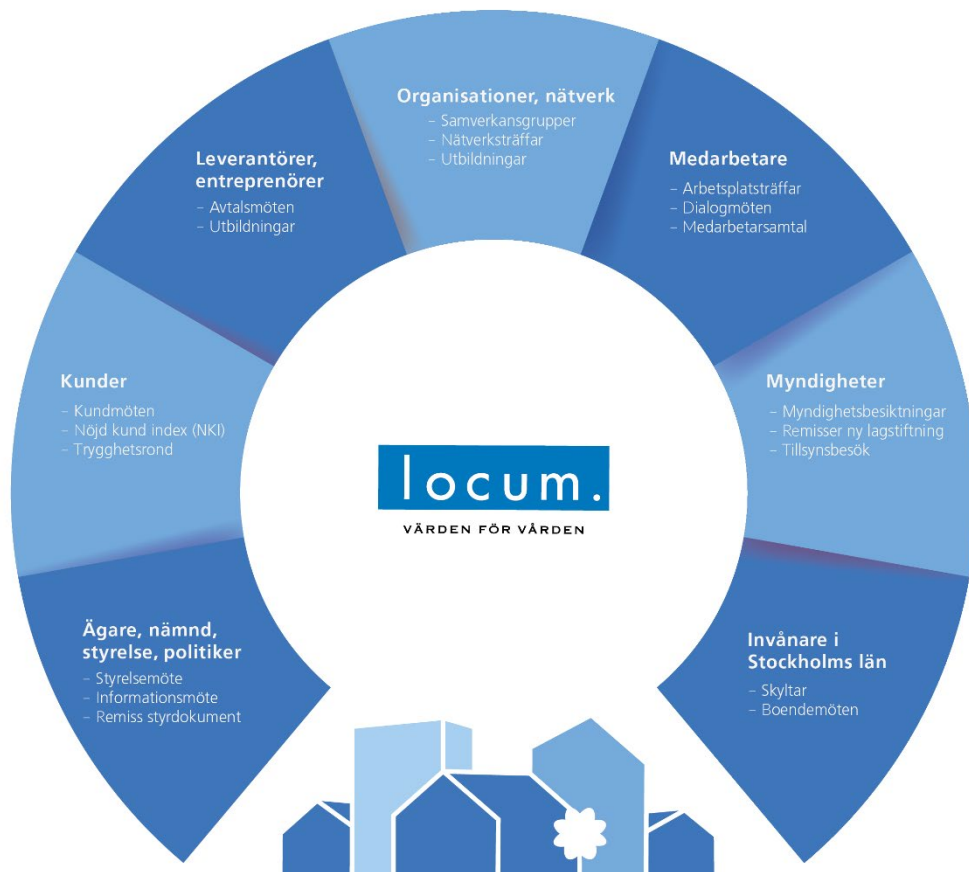 Organisationer, nätverk
– Samverkansgrupper
– Nätverksträffar
– Utbildningar
Leverantörer,
entreprenörer
– Avtalsmöten
– Utbildningar
Medarbetare
– Arbetsplatsträffar
– Dialogmöten
– Medarbetarsamtal
Kunder
– Kundmöten
– Nöjd kund index (NKI)
– Trygghetsrond
Myndigheter
– Myndighetsbesiktningar
– Remisser ny lagstiftning
– Tillsynsbesök
locum.
VÄRDEN FÖR VÅRDEN
Ägare, nämnd,
styrelse, politiker
– Styrelsemöte
– Informationsmöte
– Remiss styrdokument
Invånare i
Stockholms län
– Skyltar
– Boendemöten